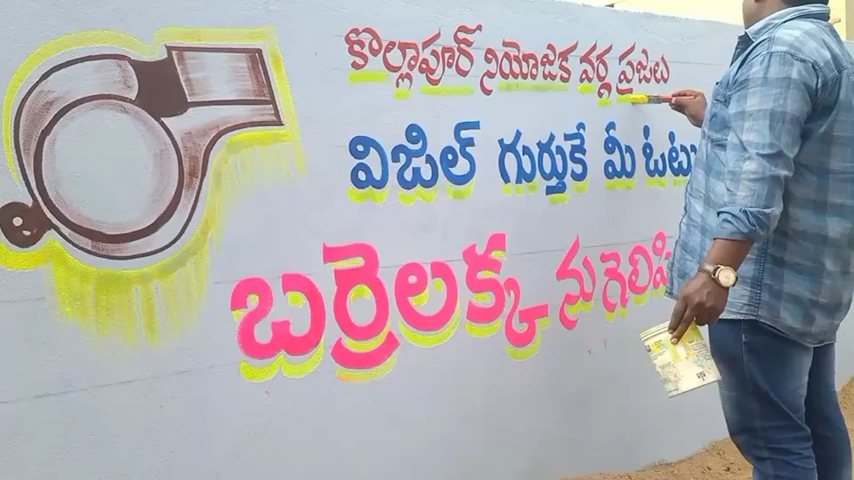 కొల్లాపూర్ నియోజక వర్గ ప్రజలు
విజిల్ గుర్తుకే మీ ఓటు
బర్రెలక్క ను గెలిపి